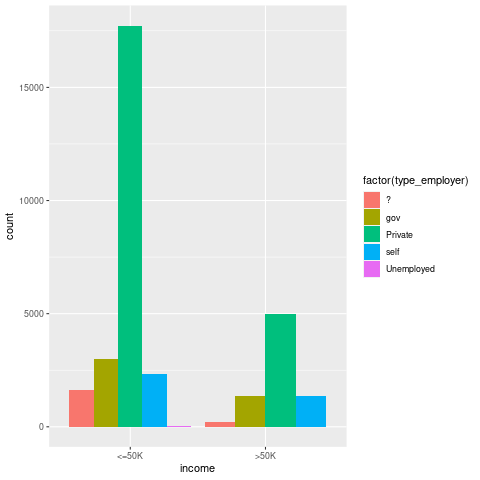 15000
10000
5000
0
count
<=50K
>50K
income
factor(type_employer)
?
gov
Private
self
Unemployed